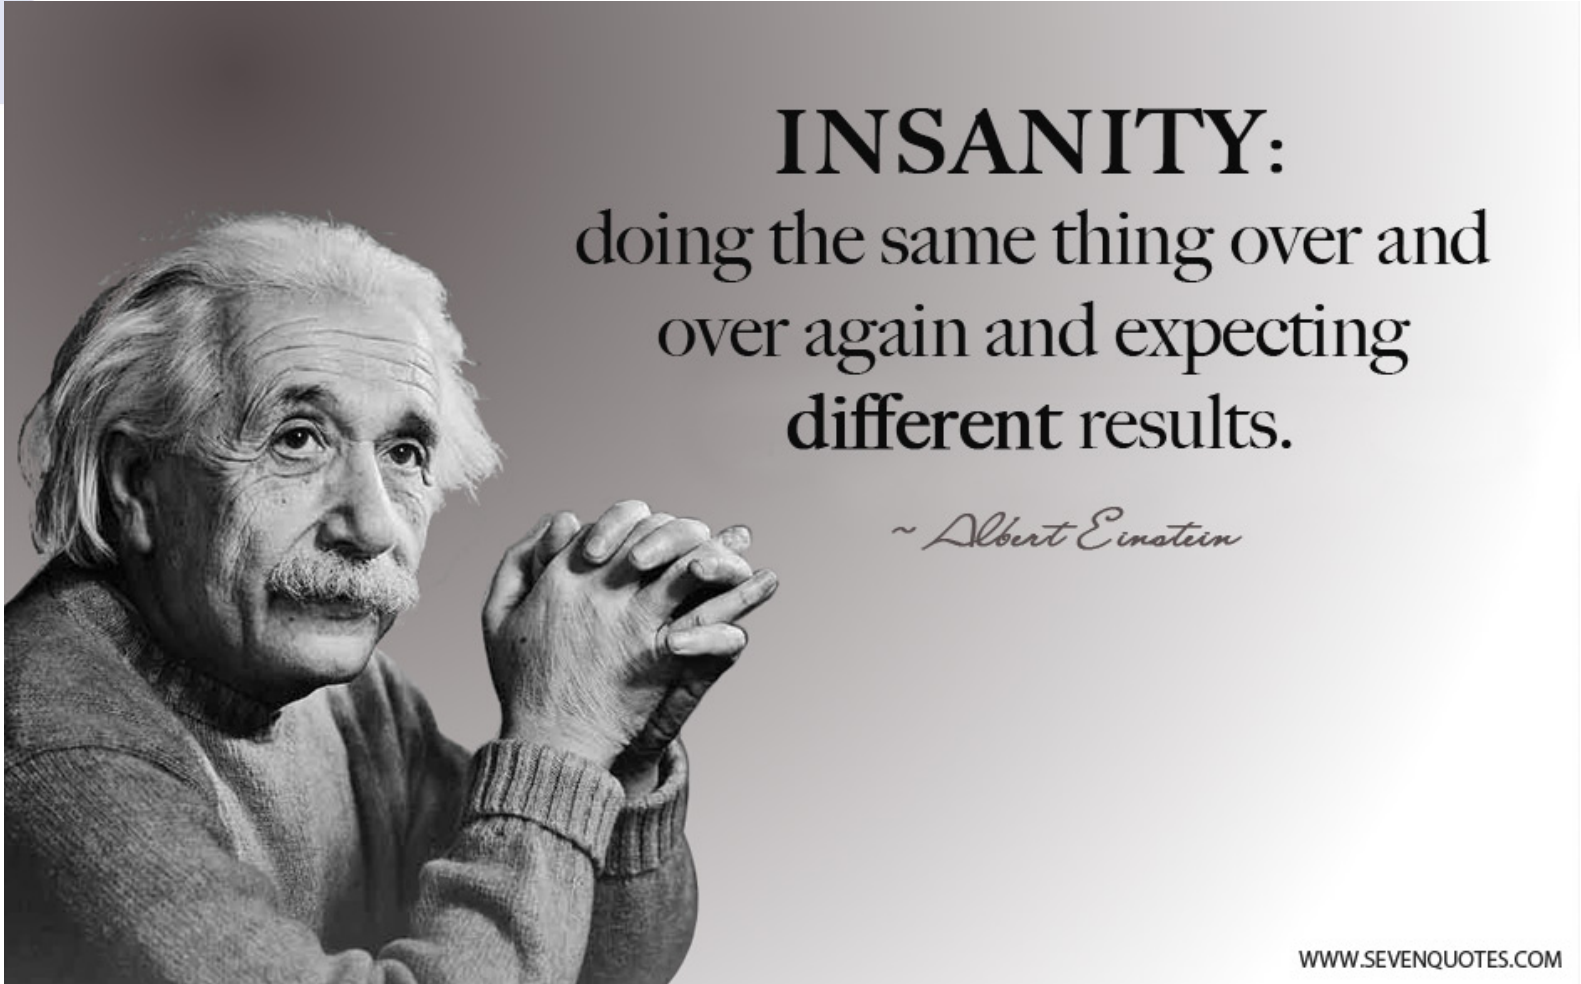 INSANITY:
doing the same thing over and
over again and expecting
different results.
~ Albert Einstein
WWW.SEVENQUOTES.COM